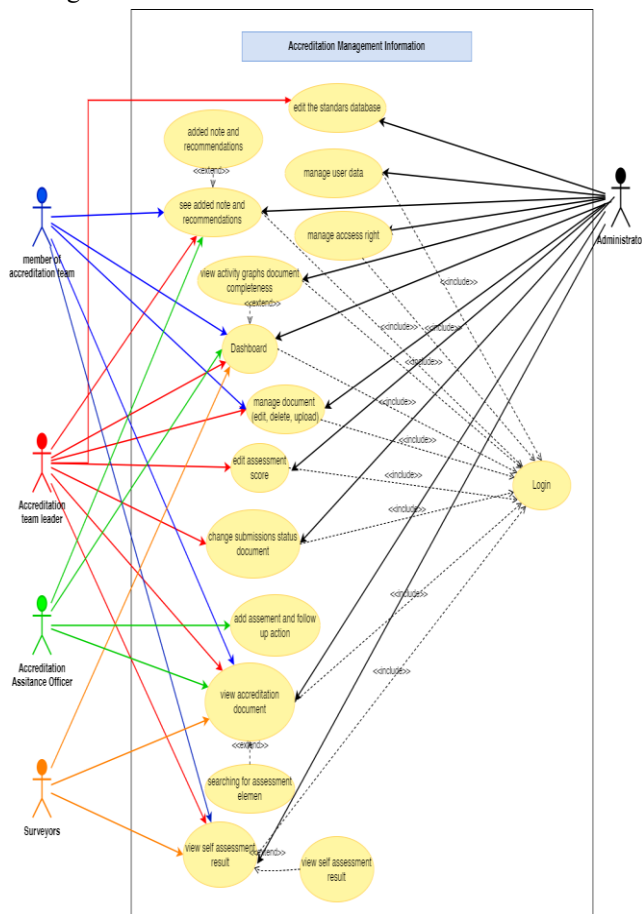 Accreditation Management Information
edit the standars database
added note and
recommendations
<<extend>>
manage user data
see added note and
recommendations
Administrato
member of
accreditation team
manage accsess right
view activity graphs document
completeness
<<extend>>
<<include>>
<<include>>
Dashboard
<<include>>
manage document
(edit, delete, upload)
<<include>>
edit assessment
score
<<include>>
Login
Accreditation
team leader
<<include>>
change submissions status
document
<<include>>
add assement and follow
up action
Accreditation
Assitance Officer
<<include>>
view accreditation
document
<<extend>>
searching for assessment
elemen
Surveyors
view self assessment
result
<<extend>>
view self assessment
result